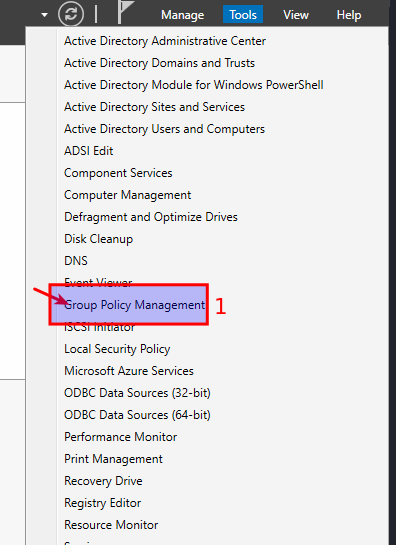 Manage Tools View Help
Active Directory Administrative Center
Active Directory Domains and Trusts
Active Directory Module for Windows PowerShell
Active Directory Sites and Services
Active Directory Users and Computers
ADSI Edit
Component Services
Computer Management
Defragment and Optimize Drives
Disk Cleanup
DNS
Event Viewer
Group Policy Management 1
iSCSI Initiator
Local Security Policy
Microsoft Azure Services
ODBC Data Sources (32-bit)
ODBC Data Sources (64-bit)
Performance Monitor
Print Management
Recovery Drive
Registry Editor
Resource Monitor